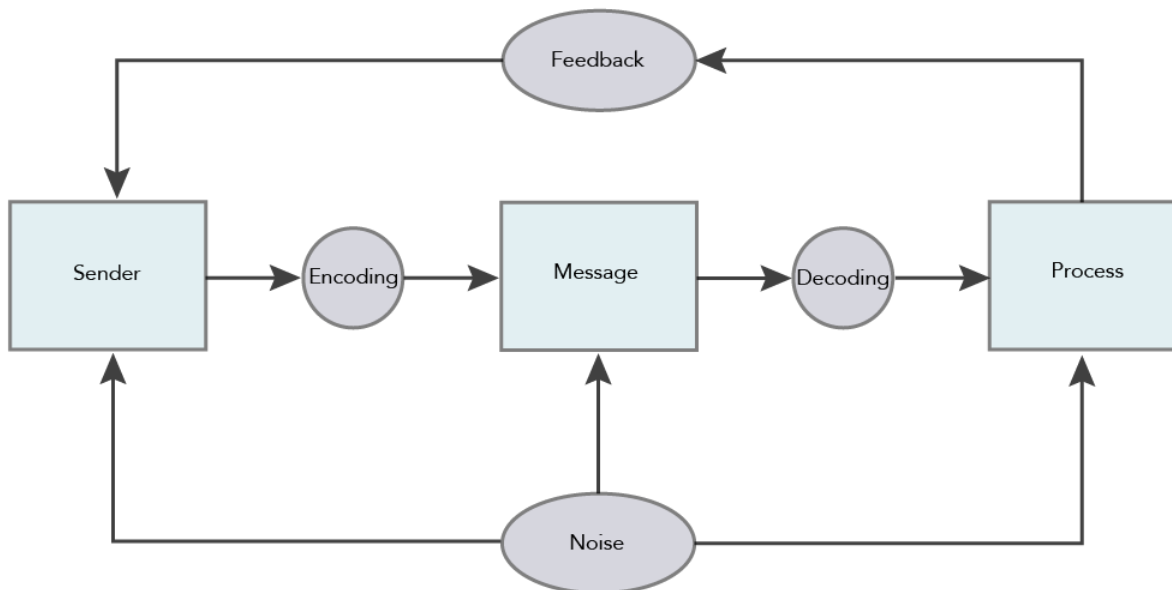 Feedback
Sender
Encoding
Message
Decoding
Process
Noise